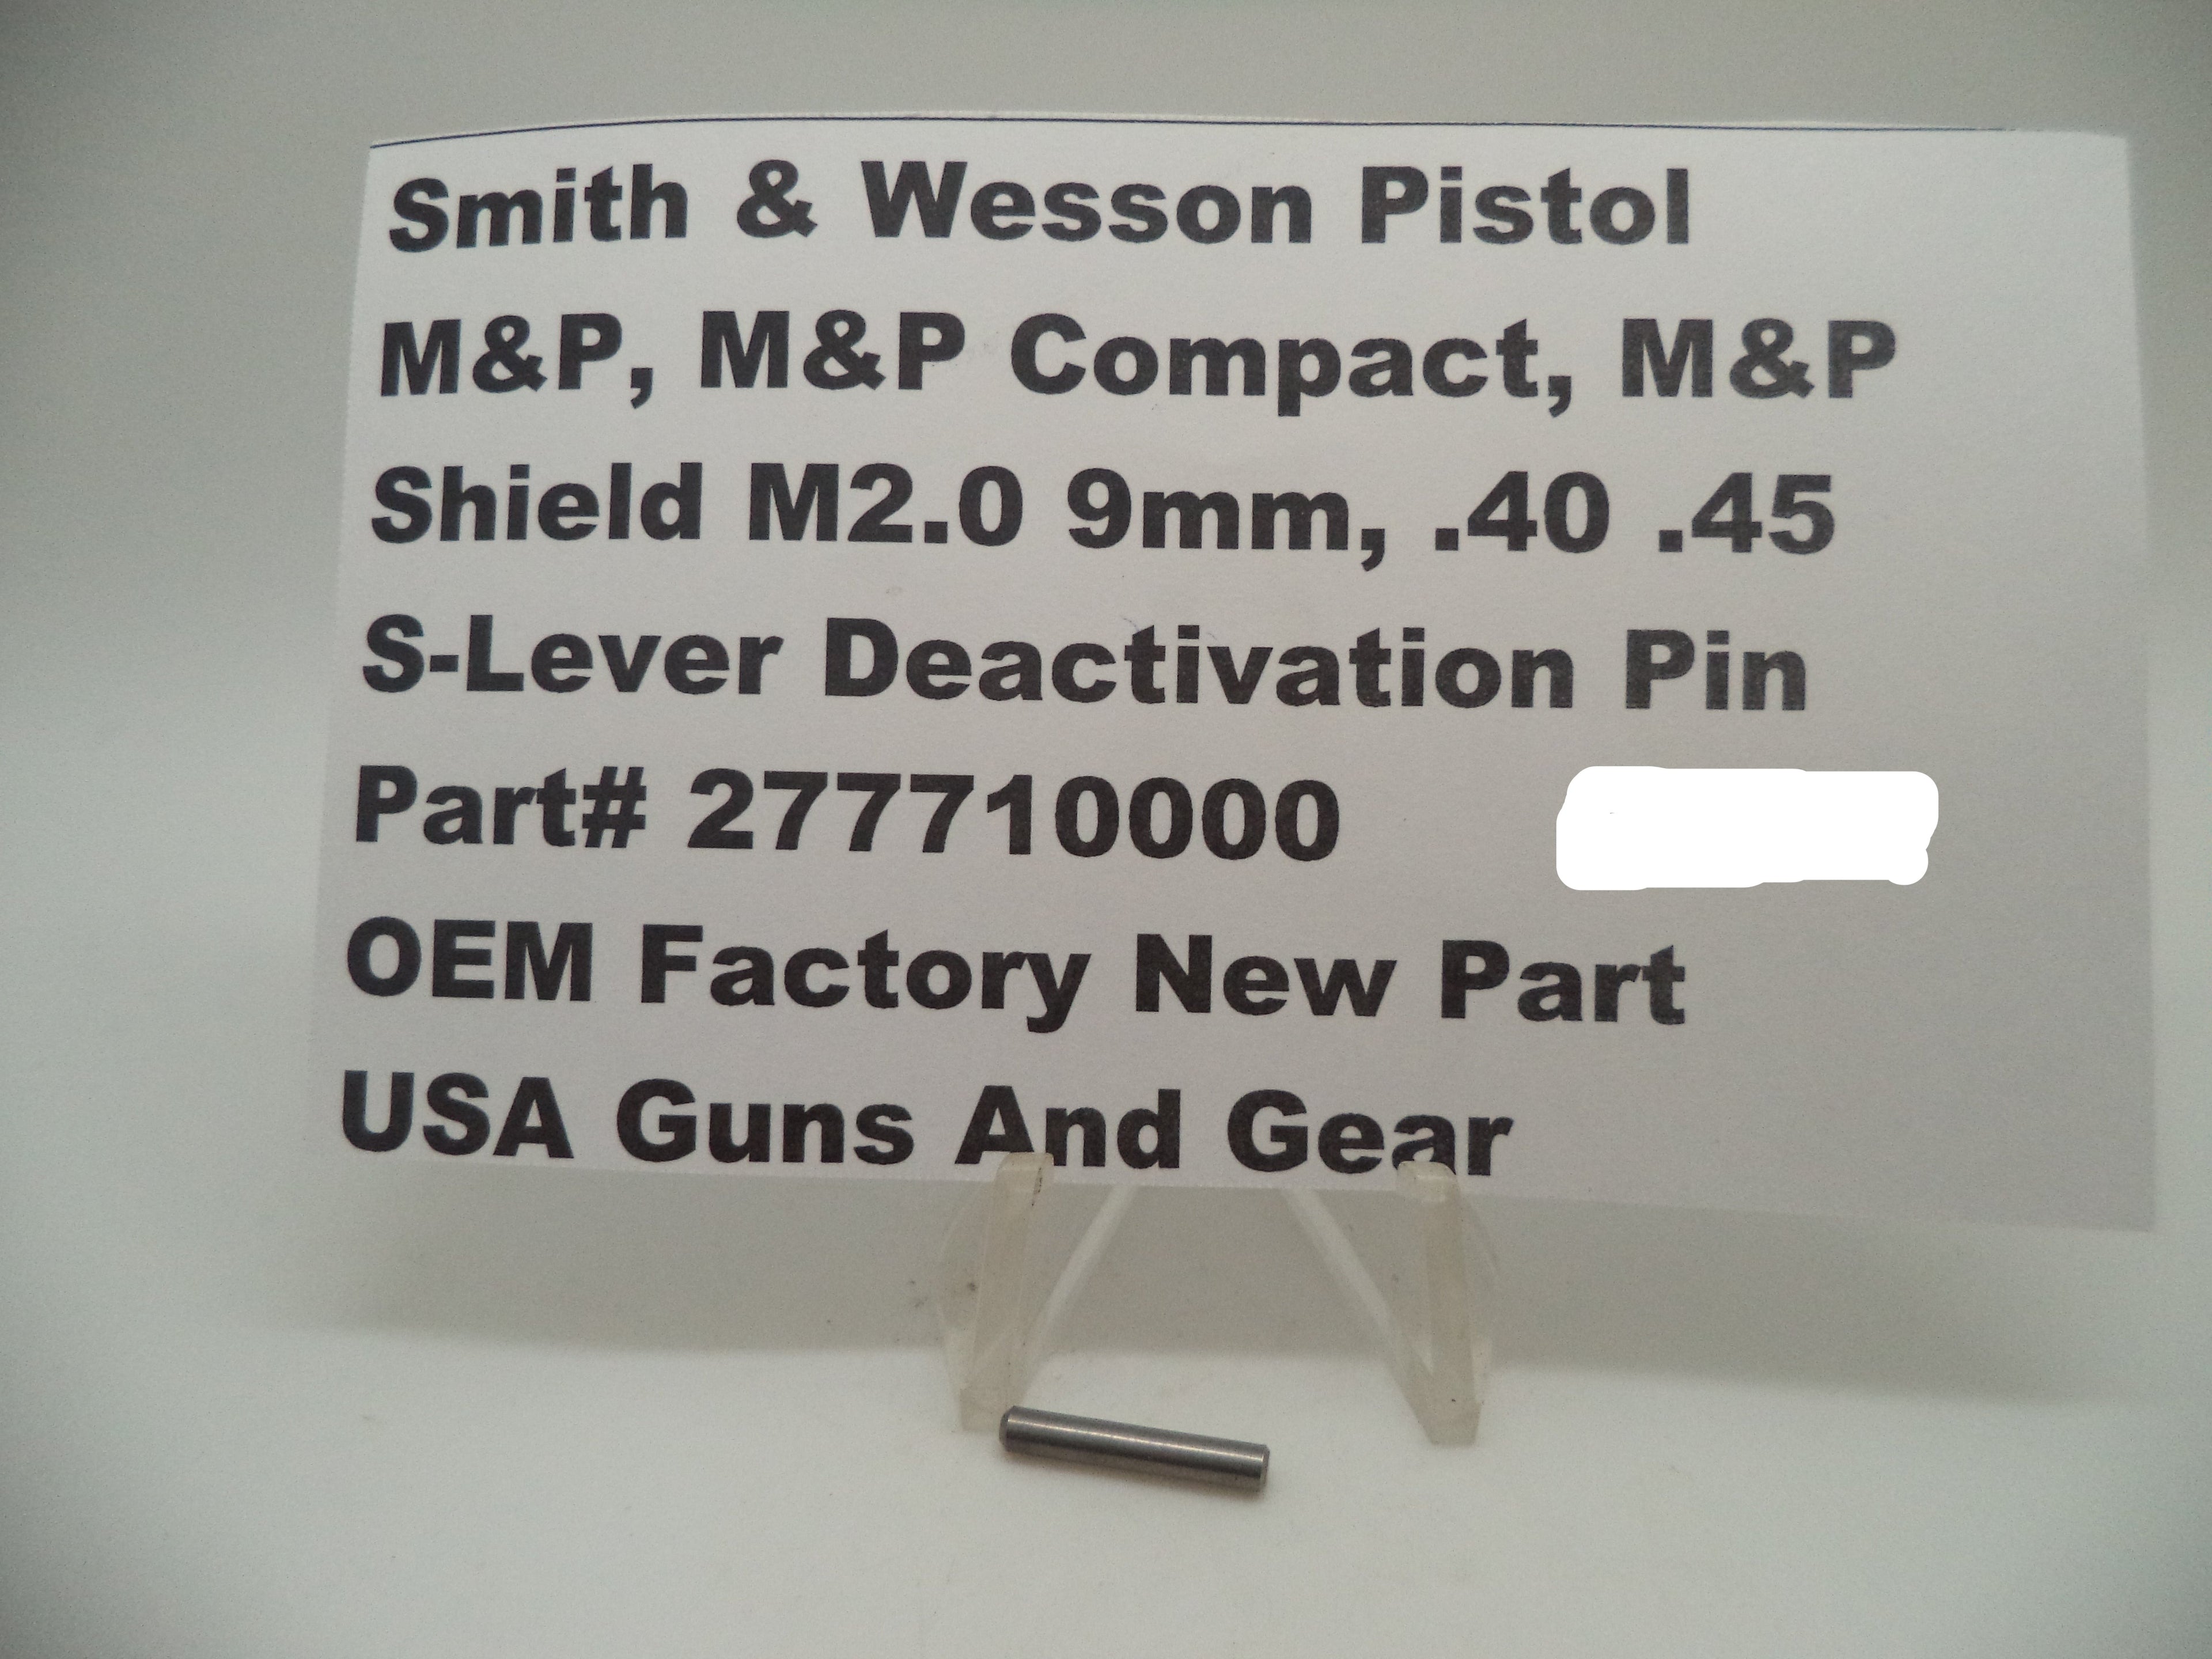 Smith & Wesson Pistol
M&P, M&P Compact, M&P
Shield M2.0 9mm, .40 .45
S-Lever Deactivation Pin
Part# 277710000
OEM Factory New Part
USA Guns And Gear